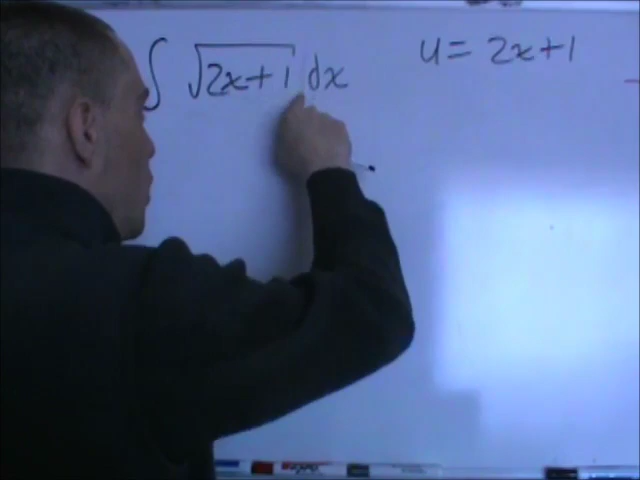 ∫ √2x+1 dx
u = 2x+1